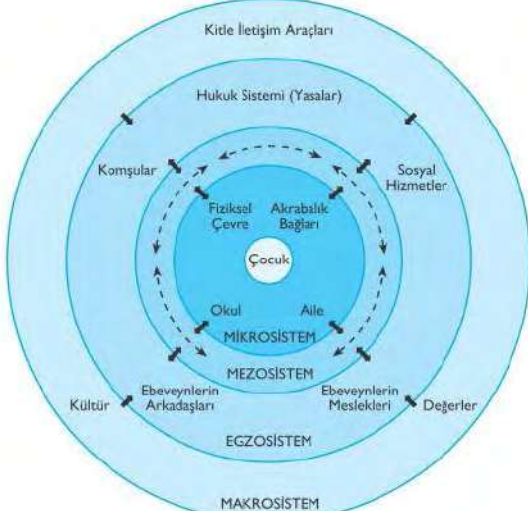 Kitle İletişim Araçları
Hukuk Sistemi (Yasalar)
Komşular
Sosyal
Hizmetler
Fiziksel
Çevre
Akrabalık
Bağları
Çocuk
Okul
Aile
MİKROSİSTEM
MEZOSİSTEM
Kültür
Ebeveynlerin
Arkadaşları
Ebeveynlerin
Meslekleri
Değerler
EGZOSİSTEM
MAKROSİSTEM